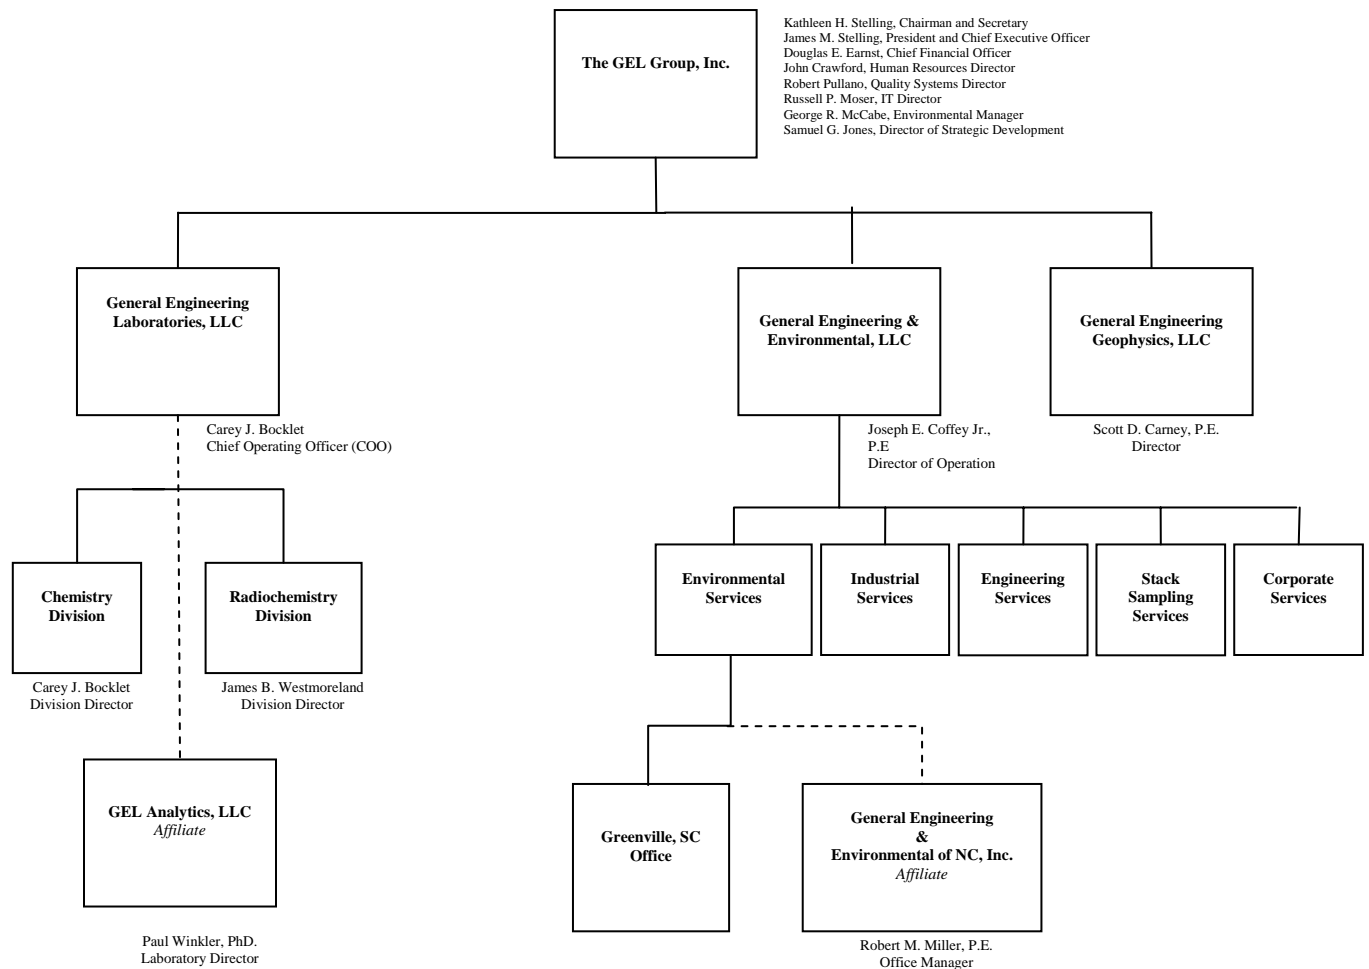 The GEL Group, Inc.
Kathleen H. Stelling, Chairman and Secretary
James M. Stelling, President and Chief Executive Officer
Douglas E. Earnst, Chief Financial Officer
John Crawford, Human Resources Director
Robert Pullano, Quality Systems Director
Russell P. Moser, IT Director
George R. McCabe, Environmental Manager
Samuel G. Jones, Director of Strategic Development
General Engineering
Laboratories, LLC
General Engineering &
Environmental, LLC
General Engineering
Geophysics, LLC
Carey J. Bocklet
Chief Operating Officer (COO)
Joseph E. Coffey Jr.,
P.E
Director of Operation
Scott D. Carney, P.E.
Director
Chemistry
Division
Radiochemistry
Division
Environmental
Services
Industrial
Services
Engineering
Services
Stack
Sampling
Services
Corporate
Services
Carey J. Bocklet
Division Director
James B. Westmoreland
Division Director
GEL Analytics, LLC
Affiliate
Greenville, SC
Office
General Engineering
&
Environmental of NC, Inc.
Affiliate
Paul Winkler, PhD.
Laboratory Director
Robert M. Miller, P.E.
Office Manager